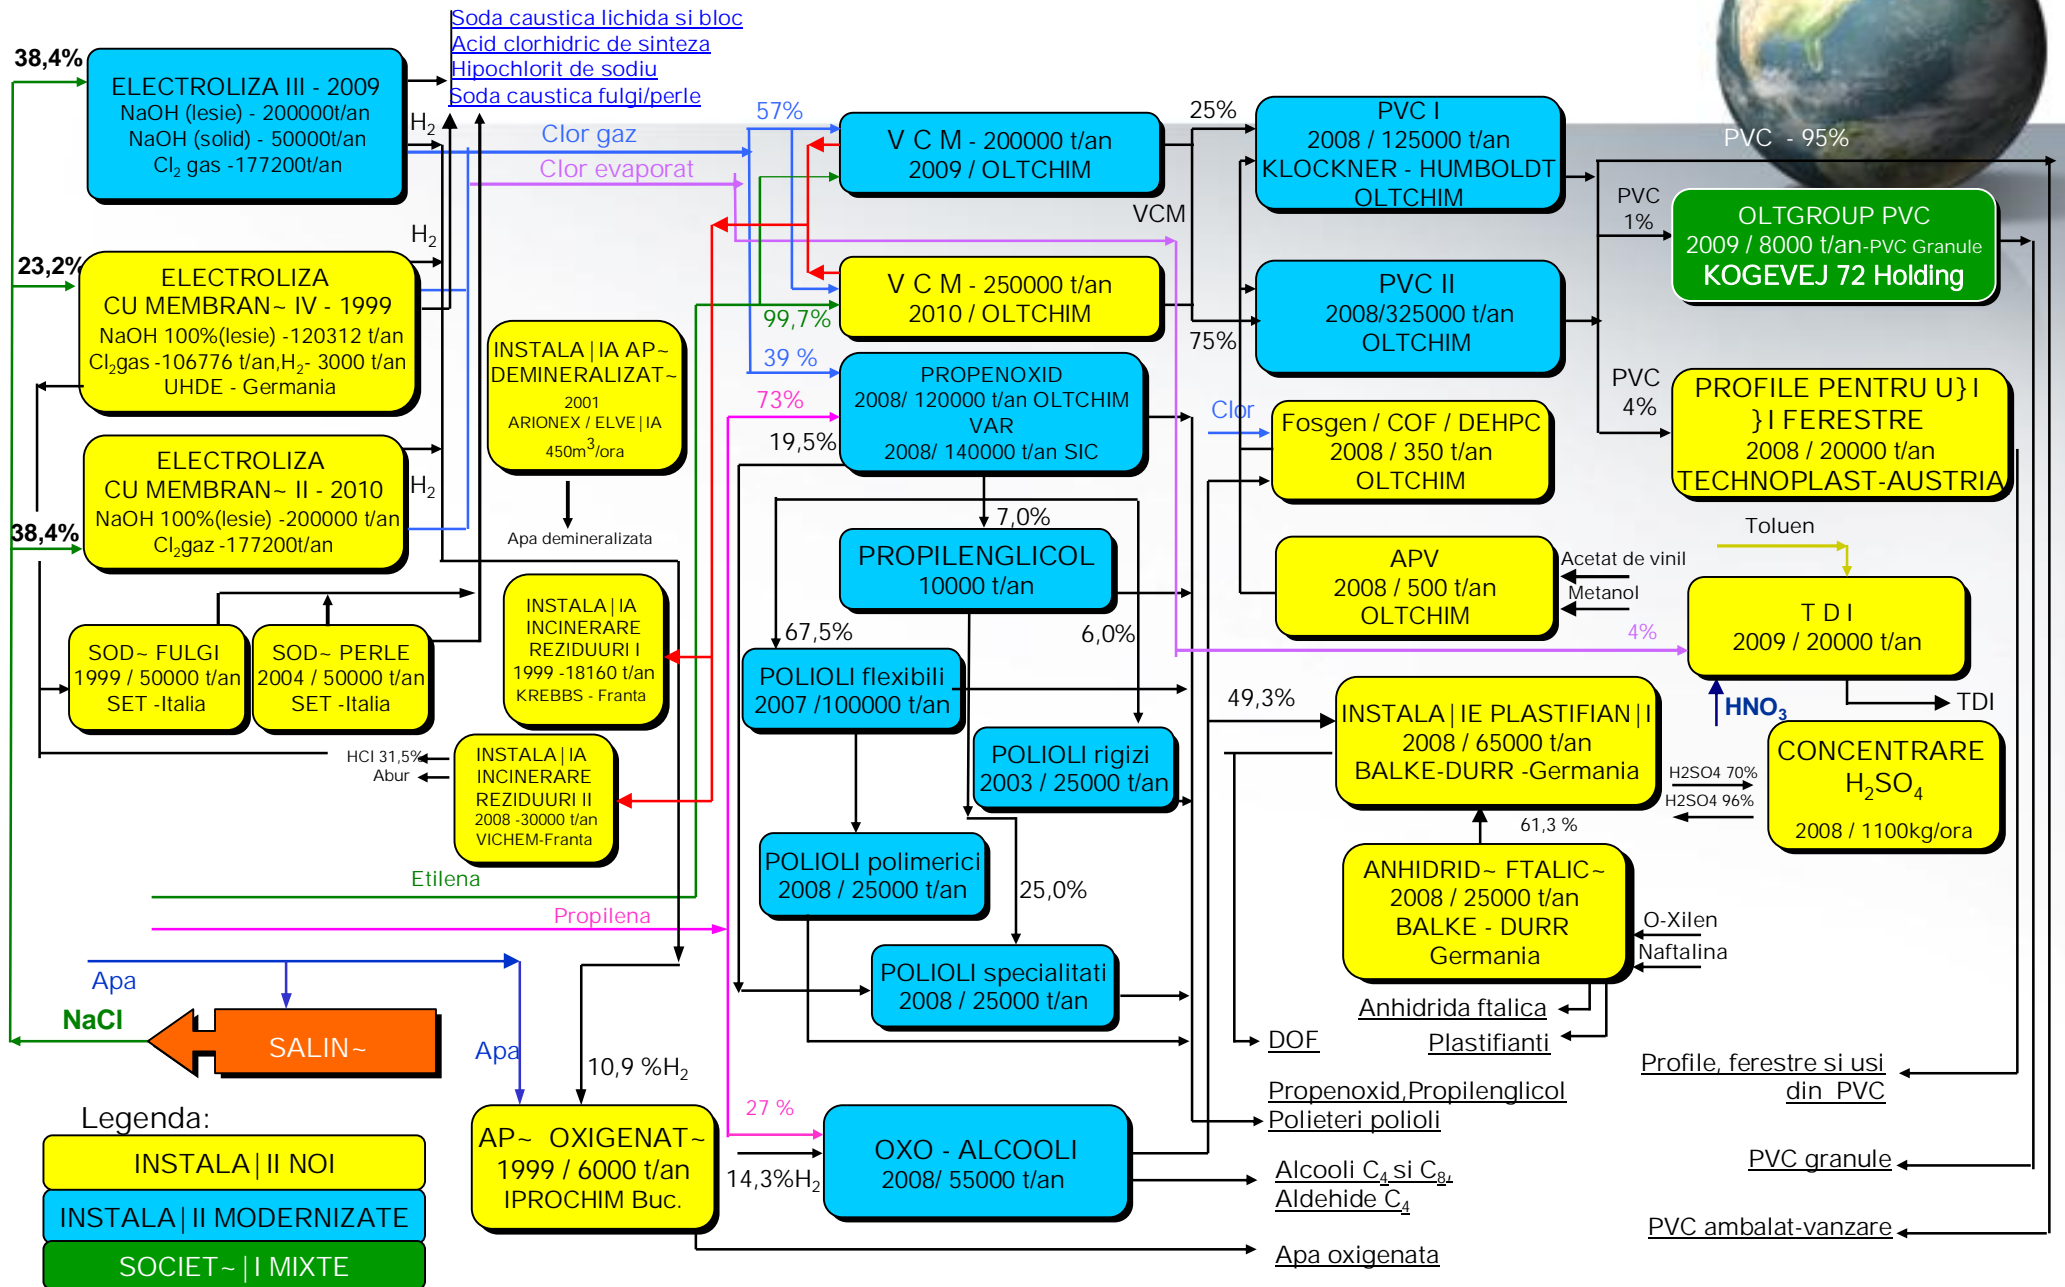 Soda caustica lichida si bloc
Acid clorhidric de sinteza
Hipochlorit de sodiu
Soda caustica fulgi/perle
38,4%
ELECTROLIZA III - 2009
NaOH (lesie) - 200000t/an
NaOH (solid) - 50000t/an
Cl2 gas -177200t/an
H2
Clor gaz
Clor evaporat
57%
V C M - 200000 t/an
2009 / OLTCHIM
25%
PVC I
2008 / 125000 t/an
KLOCKNER - HUMBOLDT
OLTCHIM
PVC - 95%
VCM
PVC
1%
OLTGROUP PVC
2009 / 8000 t/an-PVC Granule
KOGEVEJ 72 Holding
H2
23,2%
ELECTROLIZA
CU MEMBRAN~ IV - 1999
NaOH 100%(lesie) -120312 t/an
Cl2gas -106776 t/an,H2- 3000 t/an
UHDE - Germania
V C M - 250000 t/an
2010 / OLTCHIM
99,7%
75%
PVC II
2008/325000 t/an
OLTCHIM
INSTALA|IA AP~
DEMINERALIZAT~
2001
ARIONEX / ELVE|IA
450m3/ora
Apa demineralizata
39 %
73%
19,5%
PROPENOXID
2008/ 120000 t/an OLTCHIM
VAR
2008/ 140000 t/an SIC
Clor
Fosgen / COF / DEHPC
2008 / 350 t/an
OLTCHIM
PVC
4%
PROFILE PENTRU U}I
}I FERESTRE
2008 / 20000 t/an
TECHNOPLAST-AUSTRIA
38,4%
ELECTROLIZA
CU MEMBRAN~ II - 2010
NaOH 100%(lesie) -200000 t/an
Cl2gaz -177200t/an
H2
7,0%
PROPILENGLICOL
10000 t/an
APV
2008 / 500 t/an
OLTCHIM
Acetat de vinil
Metanol
Toluen
T D I
2009 / 20000 t/an
4%
HNO3
TDI
SOD~ FULGI
1999 / 50000 t/an
SET -Italia
SOD~ PERLE
2004 / 50000 t/an
SET -Italia
INSTALA|IA
INCINERARE
REZIDUURI I
1999 -18160 t/an
KREBBS - Franta
67,5%
6,0%
POLIOLI flexibili
2007 /100000 t/an
POLIOLI rigizi
2003 / 25000 t/an
49,3%
INSTALA|IE PLASTIFIAN|I
2008 / 65000 t/an
BALKE-DURR -Germania
H2SO4 70%
H2SO4 96%
CONCENTRARE
H2SO4
2008 / 1100kg/ora
HCl 31,5%
Abur
INSTALA|IA
INCINERARE
REZIDUURI II
2008 -30000 t/an
VICHEM-Franta
61,3 %
POLIOLI polimerici
2008 / 25000 t/an
25,0%
ANHIDRID~ FTALIC~
2008 / 25000 t/an
BALKE - DURR
Germania
O-Xilen
Naftalina
Etilena
Propilena
POLIOLI specialitati
2008 / 25000 t/an
Apa
NaCl
SALIN~
Apa
10,9 %H2
Anhidrida ftalica
Plastifianti
DOF
Profile, ferestre si usi
din PVC
Propenoxid,Propilenglicol
Polieteri polioli
Legenda:
INSTALA|II NOI
INSTALA|II MODERNIZATE
SOCIET~|I MIXTE
AP~ OXIGENAT~
1999 / 6000 t/an
IPROCHIM Buc.
27 %
14,3%H2
OXO - ALCOOLI
2008/ 55000 t/an
Alcooli C4 si C8,
Aldehide C4
PVC granule
PVC ambalat-vanzare
Apa oxigenata